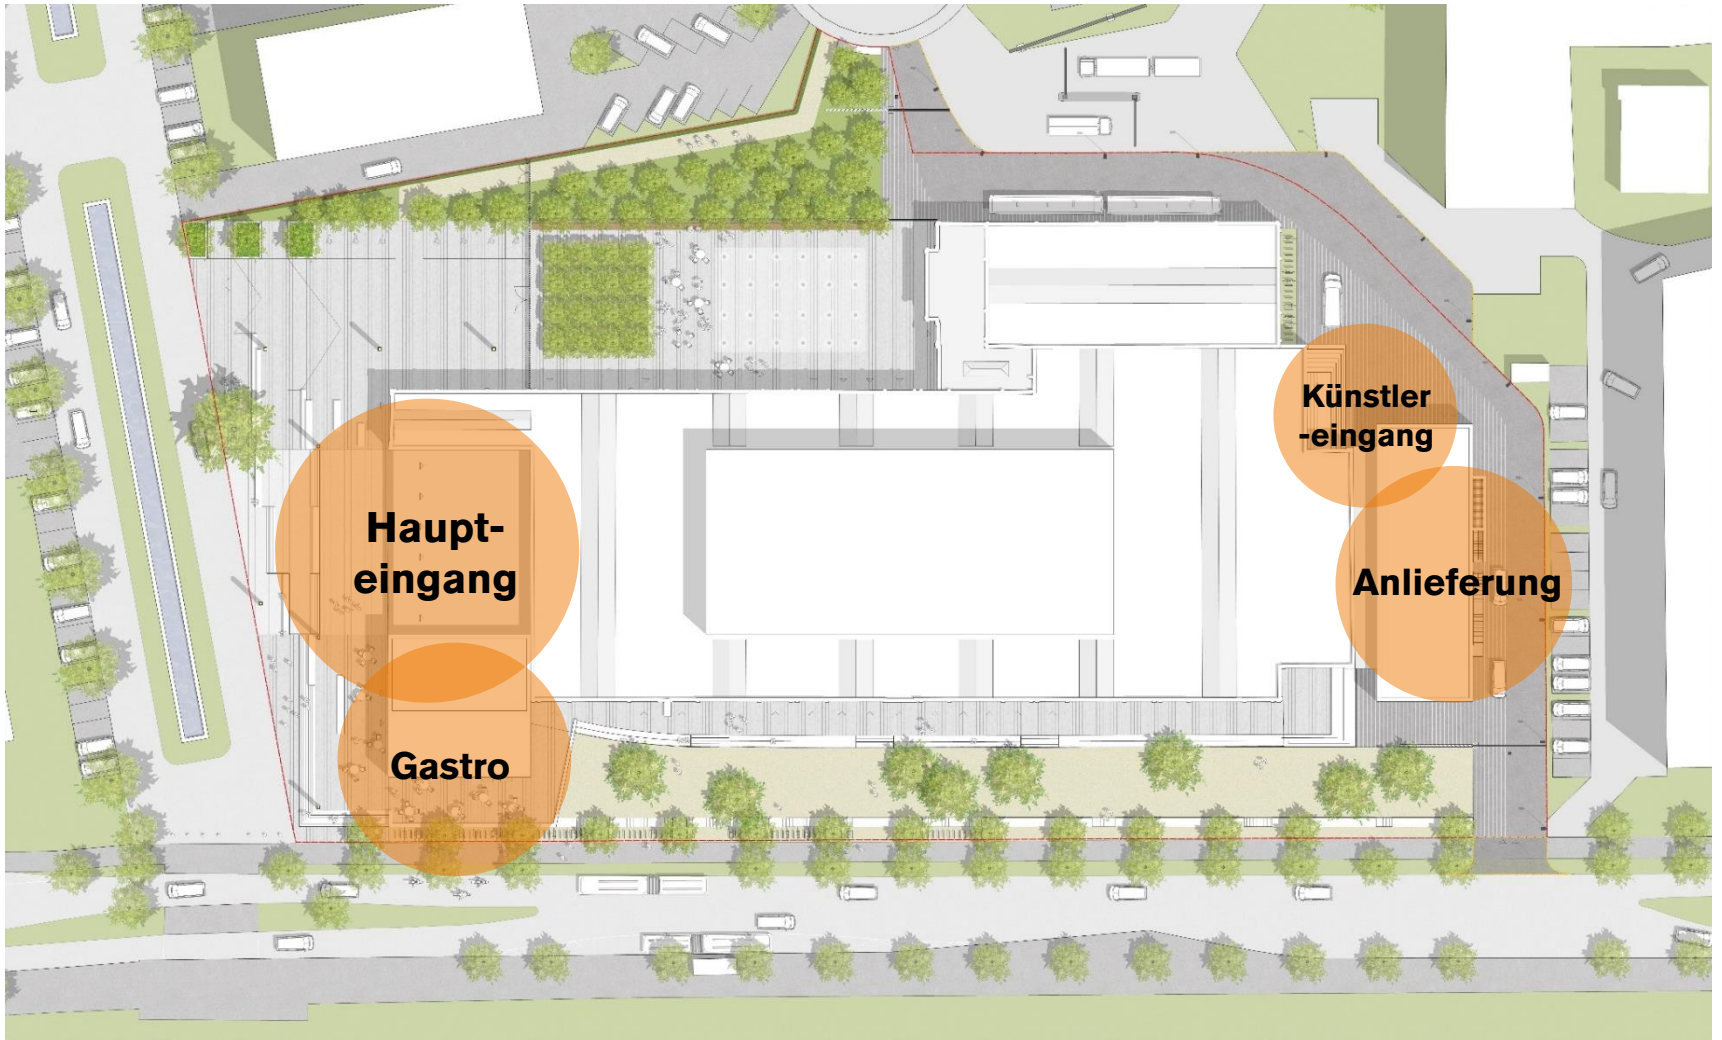 Künstler
-eingang
Haupt-
eingang
Anlieferung
Gastro